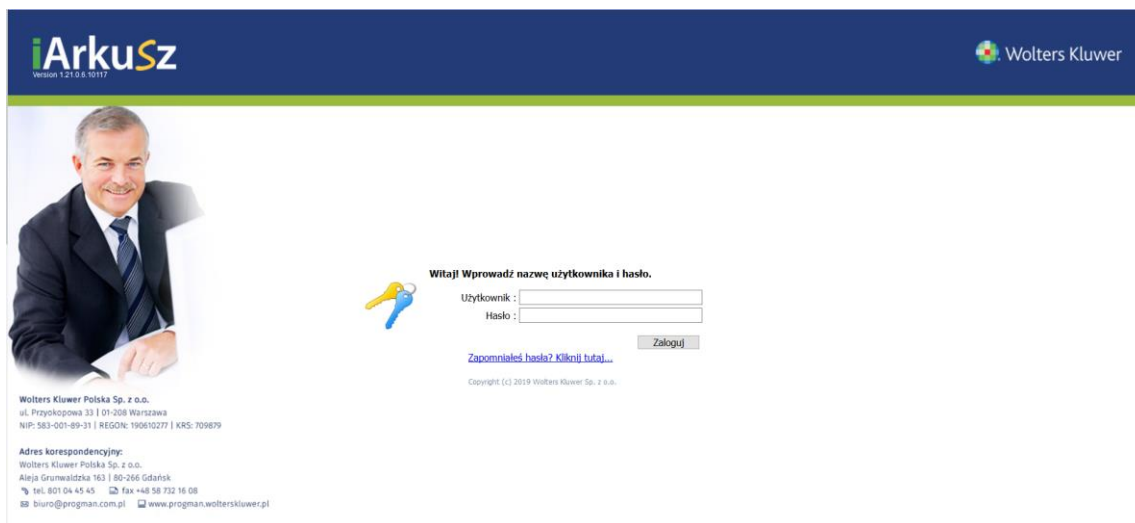 iArkuSz
Version 1.21.0.6.10117
Wolters Kluwer
Witaj! Wprowadź nazwę użytkownika i hasło.
Użytkownik :
Hasło :
Zaloguj
Zapomniałeś hasła? Kliknij tutaj...
Copyright (c) 2019 Wolters Kluwer Sp. z o.o.
Wolters Kluwer Polska Sp. z o.o.
ul. Przyokopowa 33 | 01-208 Warszawa
NIP: 583-001-89-31 | REGON: 190610277 | KRS: 709879
Adres korespondencyjny:
Wolters Kluwer Polska Sp. z o.o.
Aleja Grunwaldzka 163 | 80-266 Gdańsk
tel. 801 04 45 45 fax +48 58 732 16 08
biuro@progman.com.pl www.progman.wolterskluwer.pl